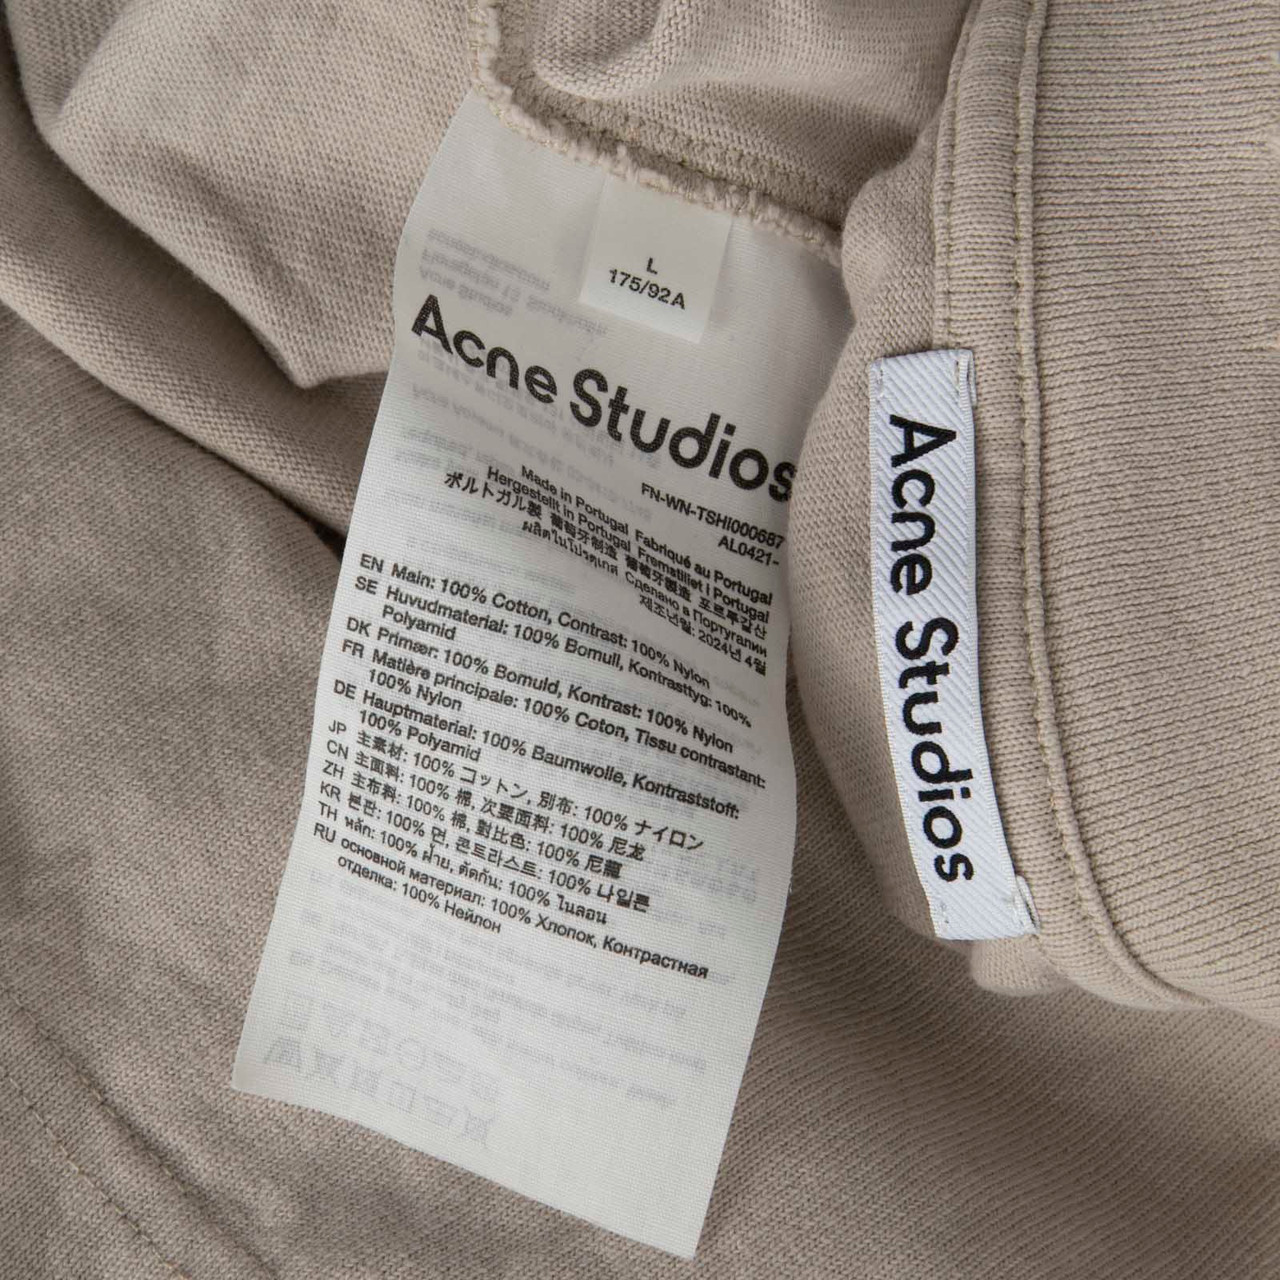 L
175/92A
Acne Studios
FN-WN-TSHI000687
AL0421-
Made in Portugal Fabriqué au Portugal
Hergestellt in Portugal Fremstillet i Portugal
ポルトガル製 葡萄牙制造 葡萄牙製造 포르투갈산
ผลิตในโปรตุเกส Сделано в Португалии
제조년월: 2024년 4월
EN Main: 100% Cotton, Contrast: 100% Nylon
SE Huvudmaterial: 100% Bomull, Kontrasttyg: 100%
Polyamid
DK Primær: 100% Bomuld, Kontrast: 100% Nylon
FR Matière principale: 100% Coton, Tissu contrastant:
100% Nylon
DE Hauptmaterial: 100% Baumwolle, Kontraststoff:
100% Polyamid
JP 主素材: 100% コットン, 別布: 100% ナイロン
CN 主面料: 100% 棉, 次要面料: 100% 尼龙
ZH 主布料: 100% 棉, 對比色: 100% 尼龍
KR 본판: 100% 면, 콘트라스트: 100% 나일론
TH หลัก: 100% ฝ้าย, ตัดกัน: 100% ไนลอน
RU основной материал: 100% Хлопок, Контрастная
отделка: 100% Нейлон
Acne Studios